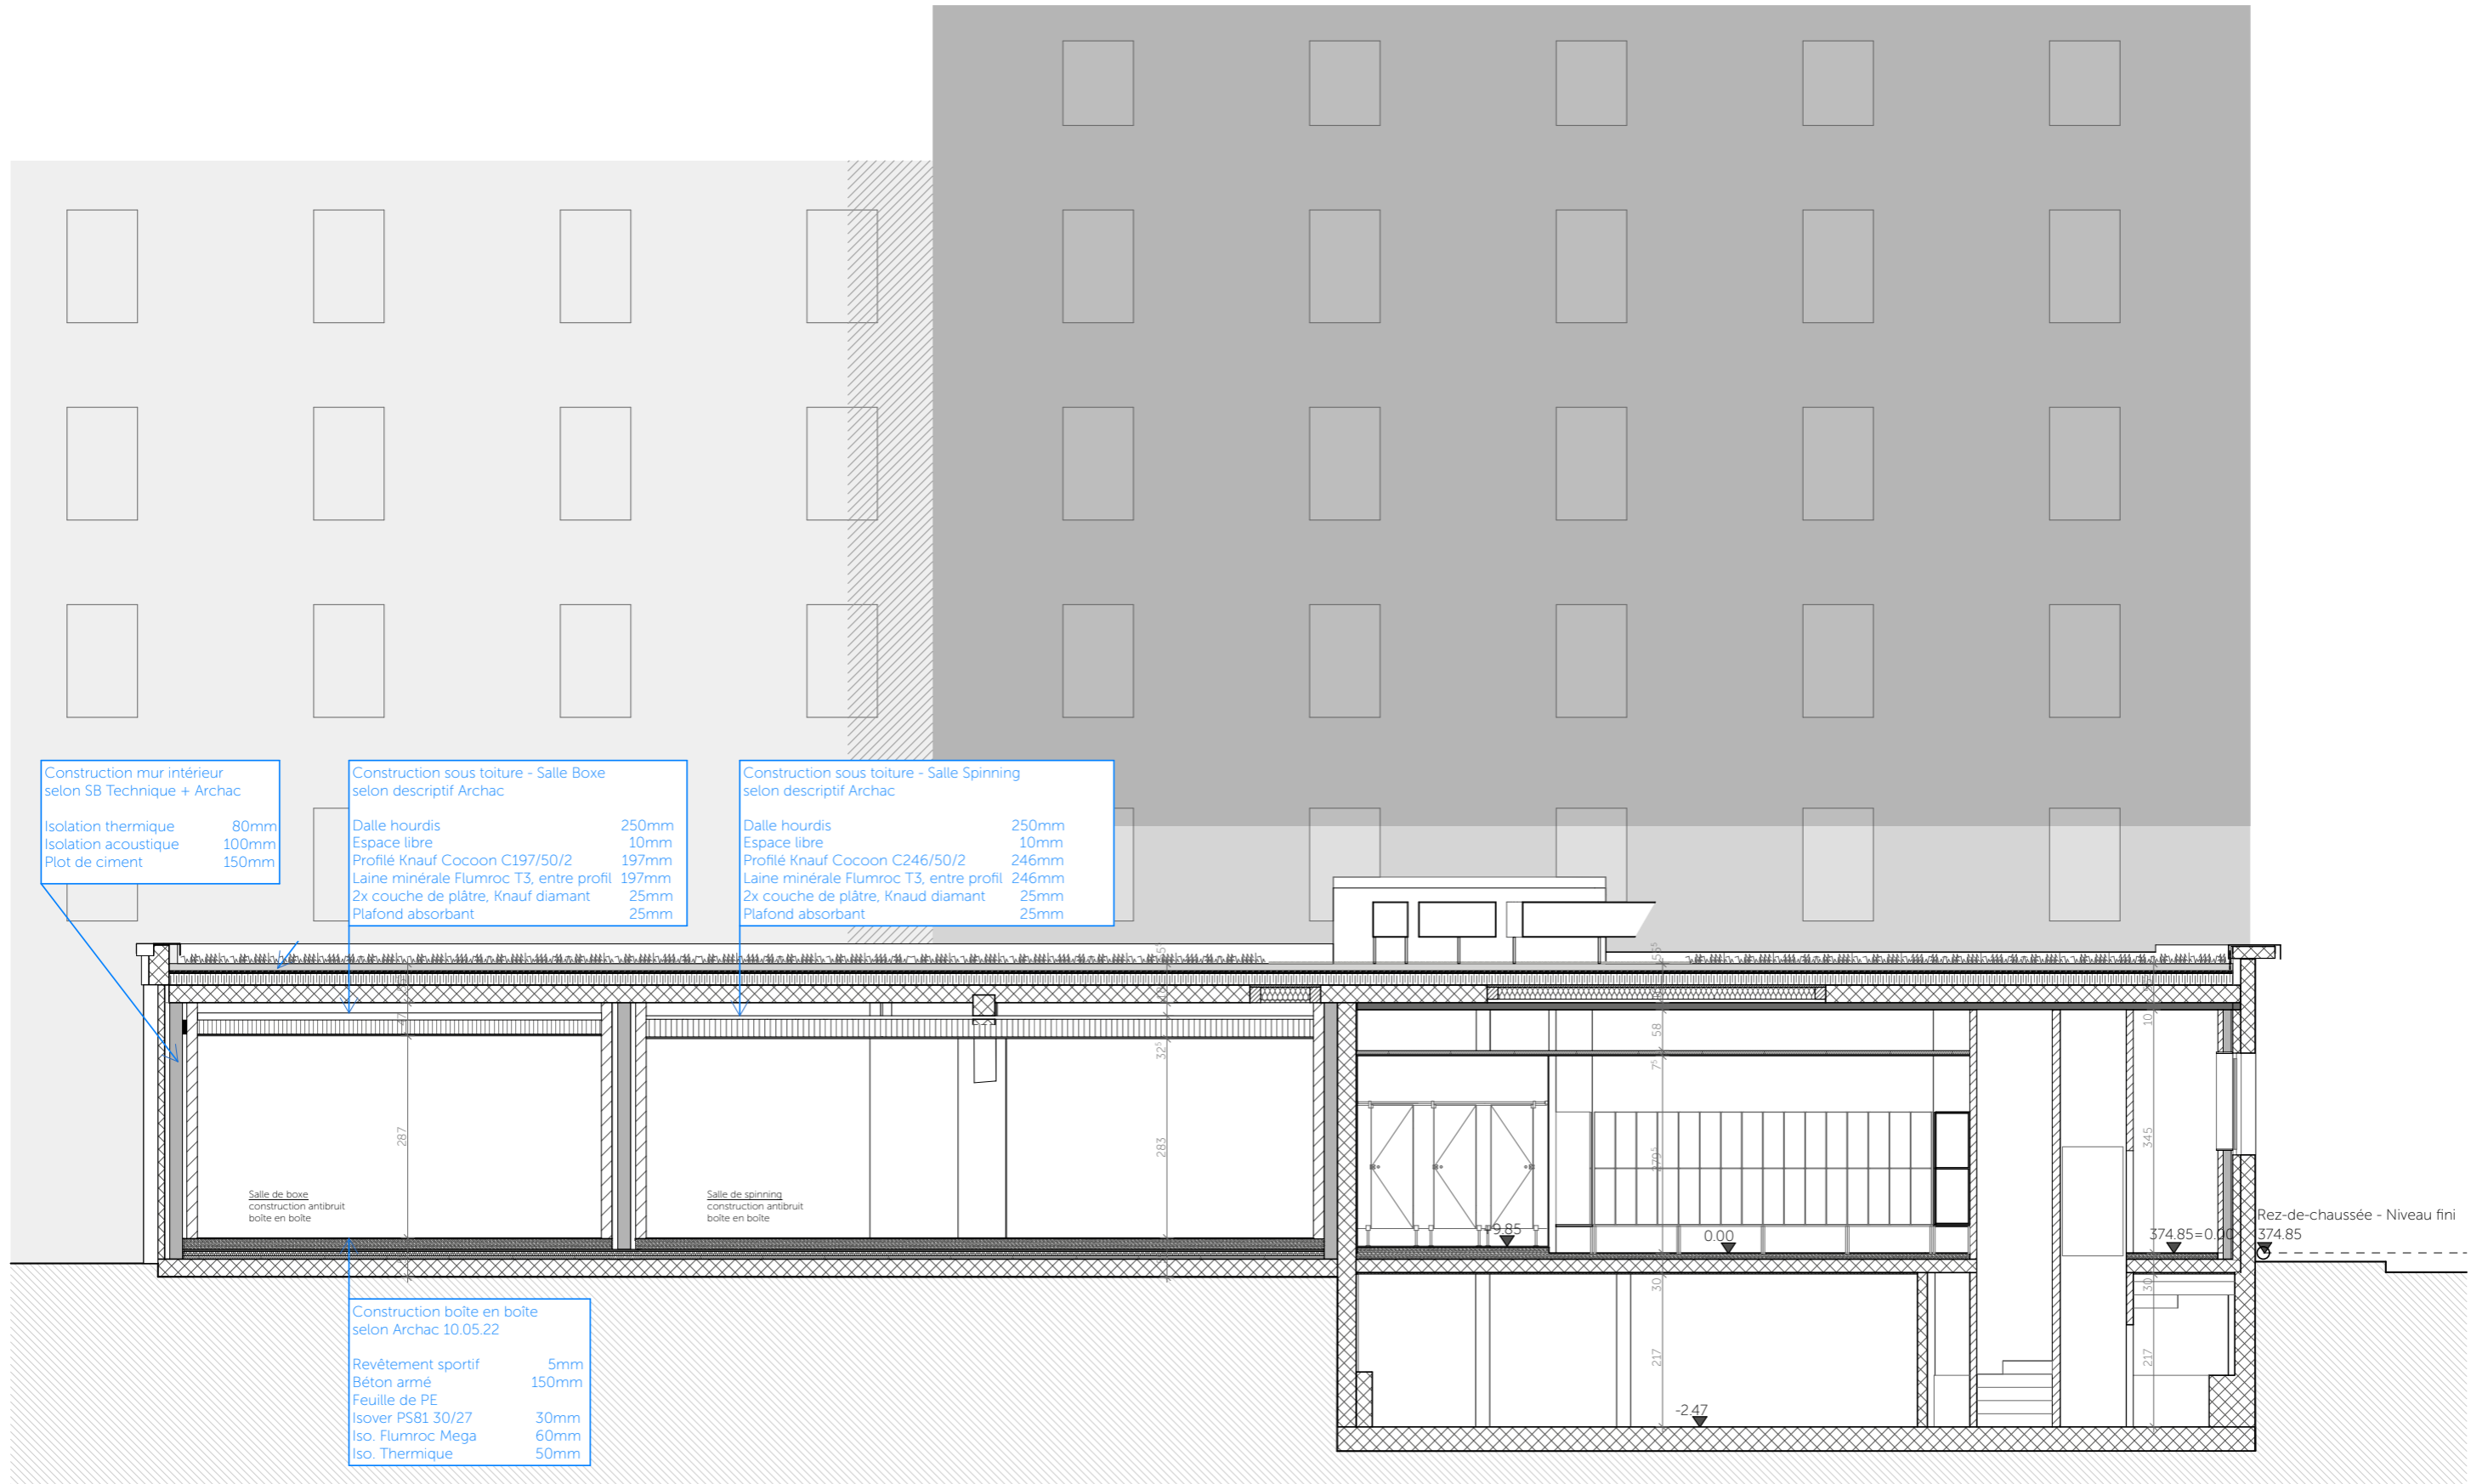 Construction mur intérieur
selon SB Technique + Archac
Isolation thermique 80mm
Isolation acoustique 100mm
Plot de ciment 150mm
Construction sous toiture - Salle Boxe
selon descriptif Archac
Dalle hourdis 250mm
Espace libre 10mm
Profilé Knauf Cocoon C197/50/2 197mm
Laine minérale Flumroc T3, entre profil 197mm
2x couche de plâtre, Knauf diamant 25mm
Plafond absorbant 25mm
Construction sous toiture - Salle Spinning
selon descriptif Archac
Dalle hourdis 250mm
Espace libre 10mm
Profilé Knauf Cocoon C246/50/2 246mm
Laine minérale Flumroc T3, entre profil 246mm
2x couche de plâtre, Knaud diamant 25mm
Plafond absorbant 25mm
58
10
32⁵
7⁵
287
283
345
Salle de boxe
construction antibruit
boîte en boîte
Salle de spinning
construction antibruit
boîte en boîte
+9.85
0.00
374.85=0.00
Rez-de-chaussée - Niveau fini
374.85
30
30
217
217
-2.47
Construction boîte en boîte
selon Archac 10.05.22
Revêtement sportif 5mm
Béton armé 150mm
Feuille de PE
Isover PS81 30/27 30mm
Iso. Flumroc Mega 60mm
Iso. Thermique 50mm